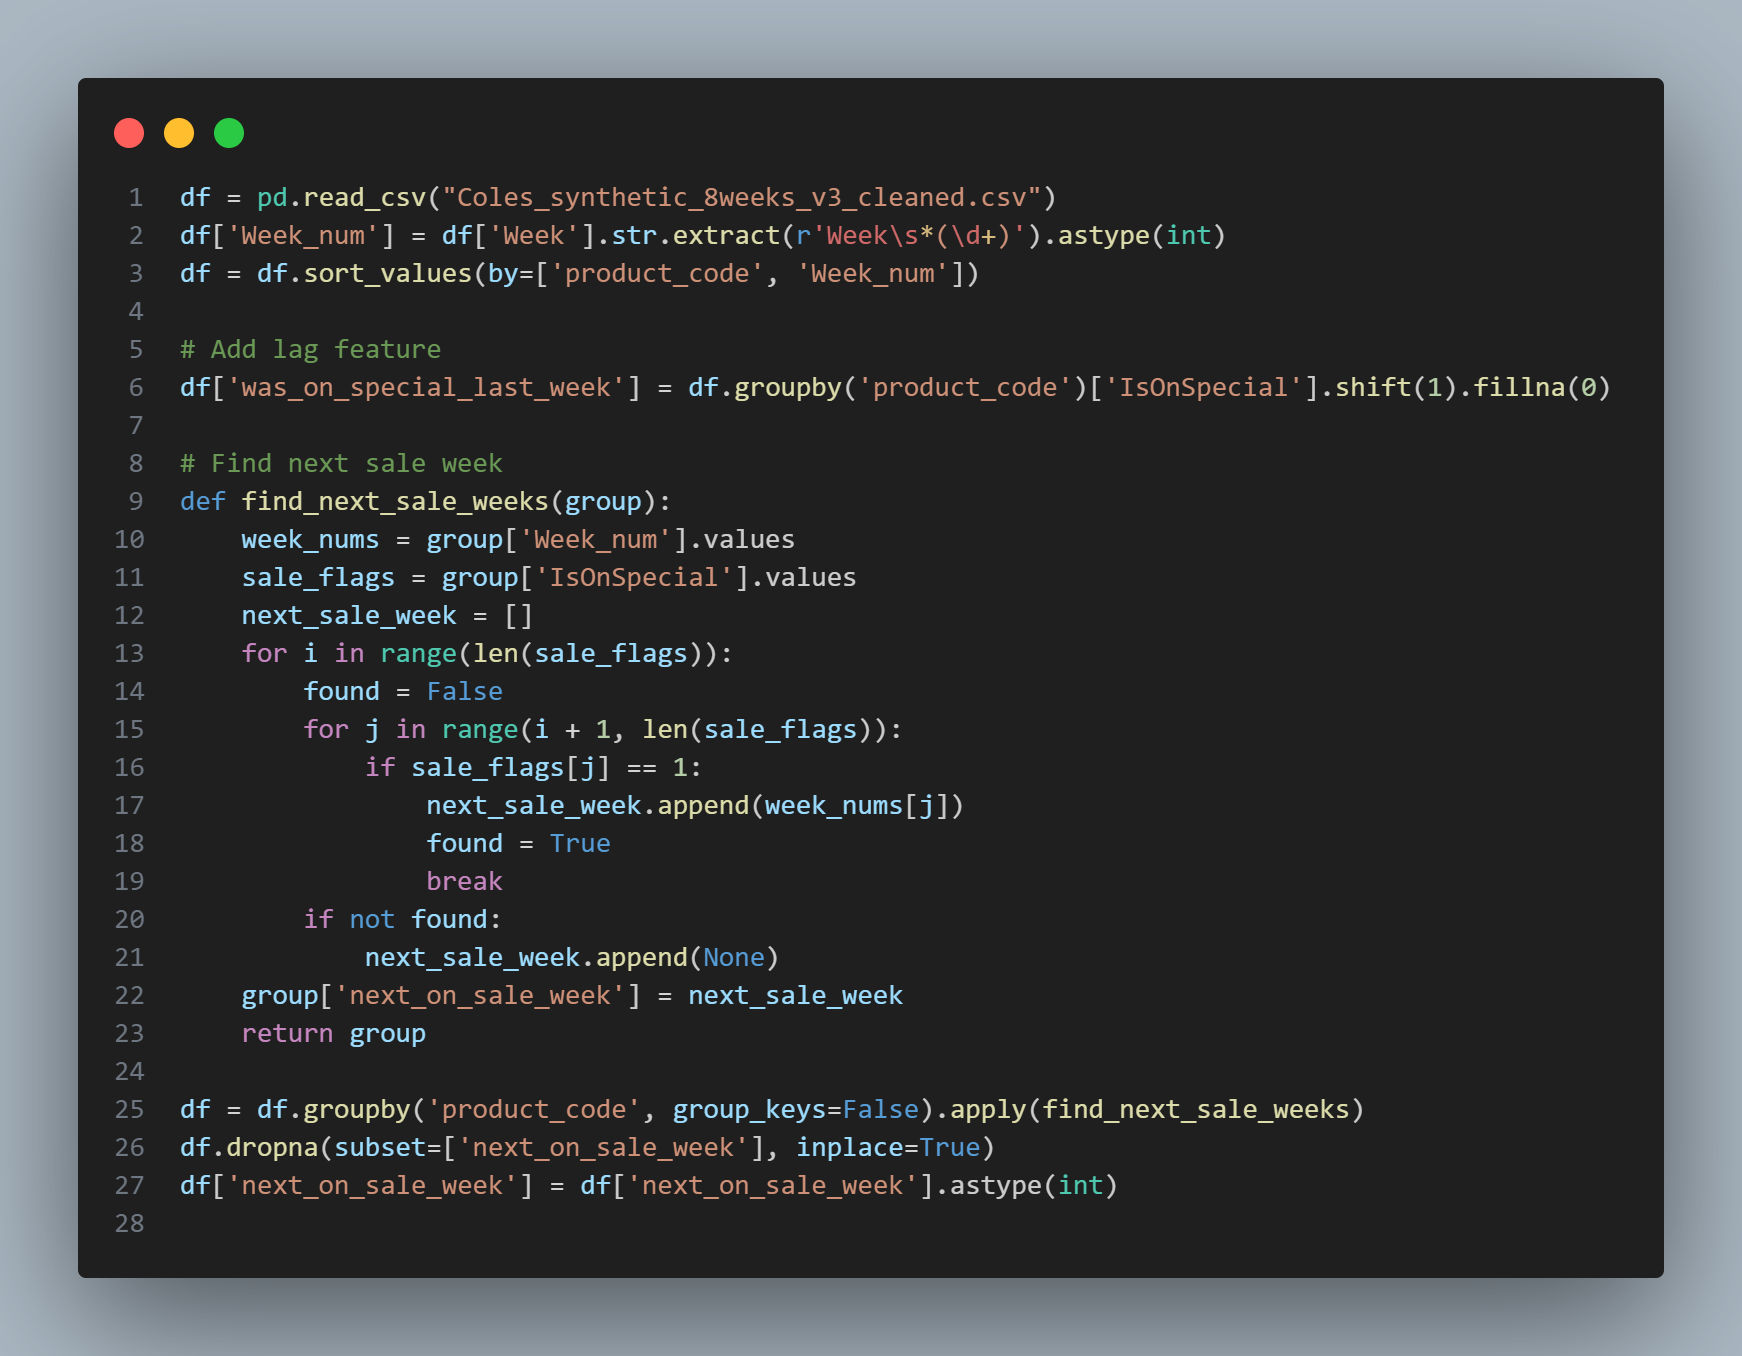 1 df = pd.read_csv("Coles_synthetic_8weeks_v3_cleaned.csv")
2 df['Week_num'] = df['Week'].str.extract(r'Week\s*(\d+)').astype(int)
3 df = df.sort_values(by=['product_code', 'Week_num'])
4
5 # Add lag feature
6 df['was_on_special_last_week'] = df.groupby('product_code')['IsOnSpecial'].shift(1).fillna(0)
7
8 # Find next sale week
9 def find_next_sale_weeks(group):
10     week_nums = group['Week_num'].values
11     sale_flags = group['IsOnSpecial'].values
12     next_sale_week = []
13     for i in range(len(sale_flags)):
14         found = False
15         for j in range(i + 1, len(sale_flags)):
16             if sale_flags[j] == 1:
17                 next_sale_week.append(week_nums[j])
18                 found = True
19                 break
20         if not found:
21             next_sale_week.append(None)
22     group['next_on_sale_week'] = next_sale_week
23     return group
24
25 df = df.groupby('product_code', group_keys=False).apply(find_next_sale_weeks)
26 df.dropna(subset=['next_on_sale_week'], inplace=True)
27 df['next_on_sale_week'] = df['next_on_sale_week'].astype(int)
28